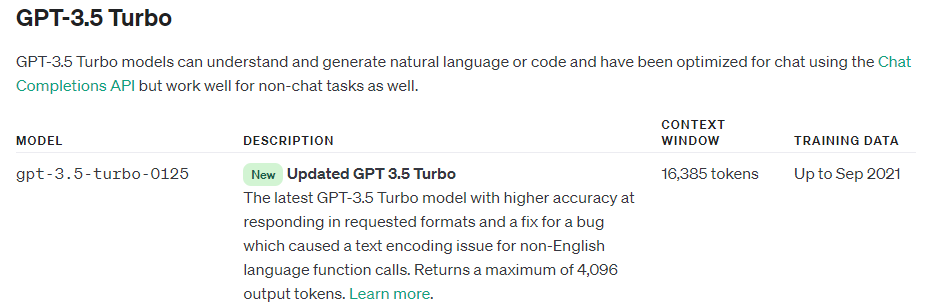 GPT-3.5 Turbo
GPT-3.5 Turbo models can understand and generate natural language or code and have been optimized for chat using the Chat
Completions API but work well for non-chat tasks as well.
MODEL DESCRIPTION CONTEXT WINDOW TRAINING DATA
gpt-3.5-turbo-0125 New Updated GPT 3.5 Turbo 16,385 tokens Up to Sep 2021
The latest GPT-3.5 Turbo model with higher accuracy at
responding in requested formats and a fix for a bug
which caused a text encoding issue for non-English
language function calls. Returns a maximum of 4,096
output tokens. Learn more.